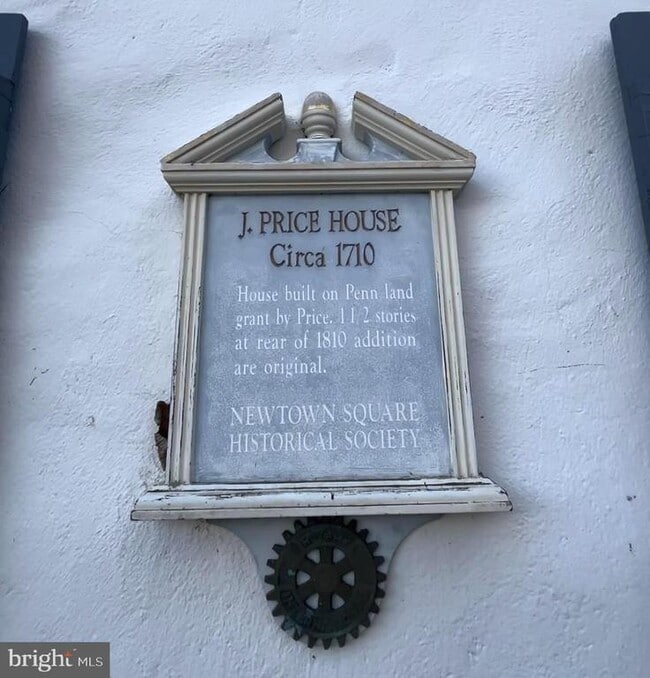 J. PRICE HOUSE
Circa 1710
House built on Penn land
grant by Price. 1 1 2 stories
at rear of 1810 addition
are original.
NEWTOWN SQUARE
HISTORICAL SOCIETY
bright MLS